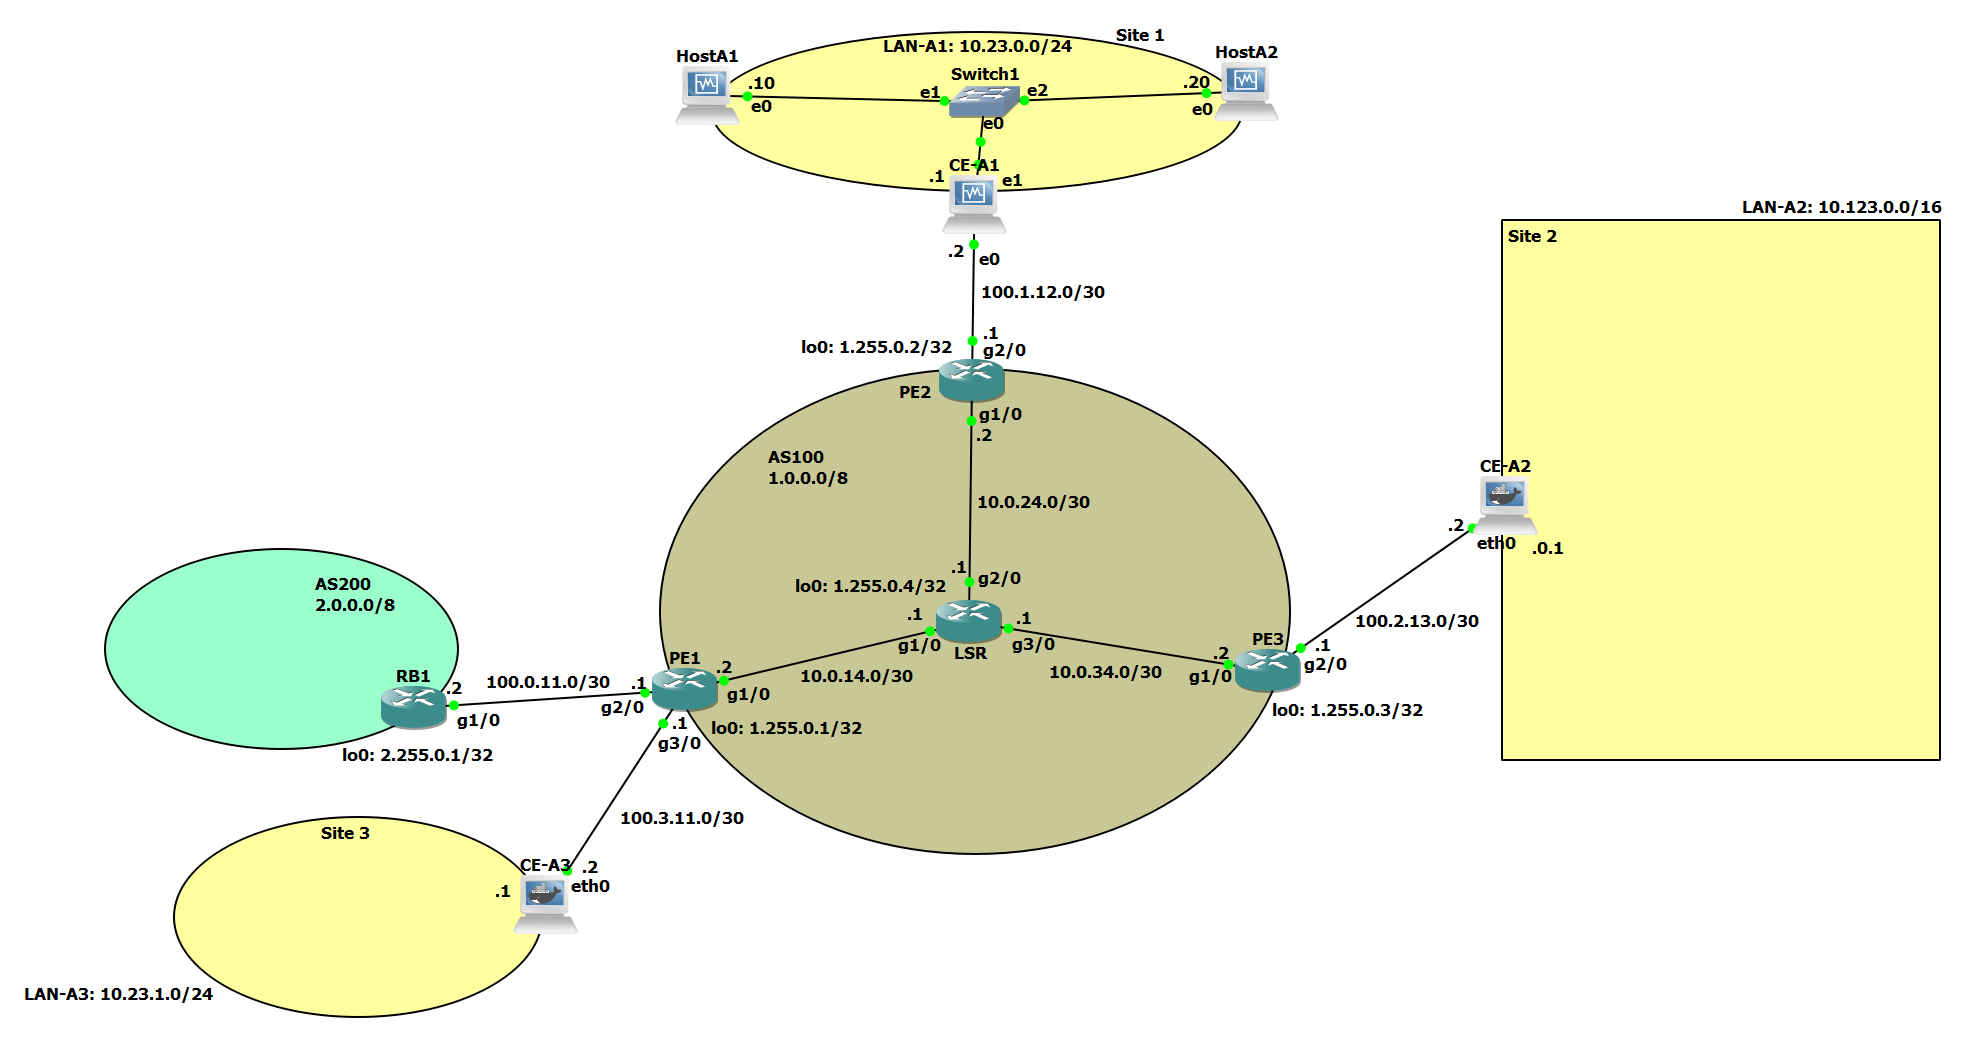 Site 1
LAN-A1: 10.23.0.0/24
HostA1
HostA2
Switch1
.10
e0
e1
e2
.20
e0
e0
CE-A1
.1
e1
.2
e0
100.1.12.0/30
.1
lo0: 1.255.0.2/32
g2/0
PE2
g1/0
.2
AS100
1.0.0.0/8
10.0.24.0/30
LAN-A2: 10.123.0.0/16
Site 2
CE-A2
.2
eth0
.0.1
100.2.13.0/30
.1
g2/0
lo0: 1.255.0.4/32
.1
g1/0
.1
g3/0
LSR
10.0.14.0/30
10.0.34.0/30
PE3
.2
g1/0
.1
g2/0
lo0: 1.255.0.3/32
AS200
2.0.0.0/8
RB1
.2
g1/0
100.0.11.0/30
lo0: 2.255.0.1/32
PE1
.1
g2/0
.2
g1/0
.1
g3/0
lo0: 1.255.0.1/32
100.3.11.0/30
Site 3
CE-A3
.2
eth0
.1
LAN-A3: 10.23.1.0/24